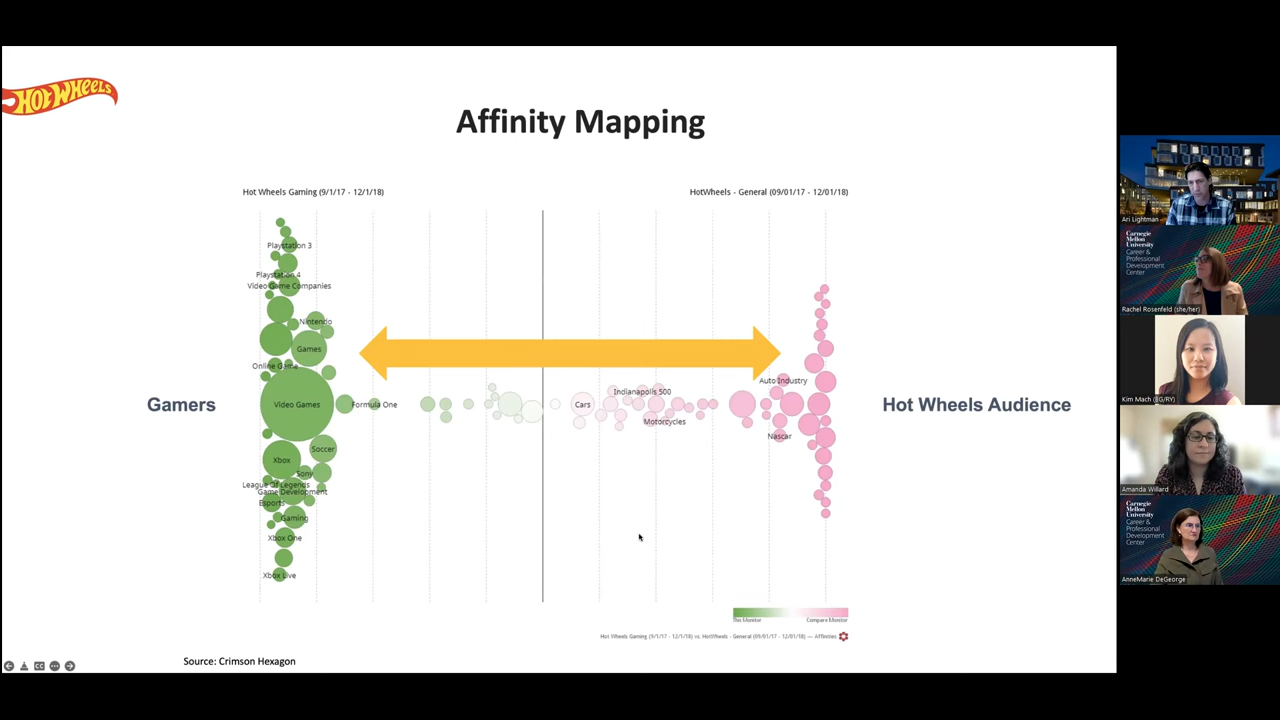 HOT WHEELS
Affinity Mapping
Hot Wheels Gaming (9/1/17 - 12/1/18)
HotWheels - General (09/01/17 - 12/01/18)
Playstation 3
Playstation 4
Video Game Companies
Nintendo
Games
Online Game
Video Games
Formula One
Soccer
Xbox
Sony
League Of Legends
Game Development
Esports
Gaming
Xbox One
Xbox Live
Cars
Indianapolis 500
Motorcycles
Auto Industry
Nascar
Gamers
Hot Wheels Audience
This Monitor
Compare Monitor
Hot Wheels Gaming (9/1/17 - 12/1/18) vs. HotWheels - General (09/01/17 - 12/01/18) — Affinities
Source: Crimson Hexagon
CC
Ari Lightman
Carnegie
Mellon
University
Career &
Professional
Development
Center
Rachel Rosenfeld (she/her)
Kim Mach (EG/RY)
Amanda Willard
Carnegie
Mellon
University
Career &
Professional
Development
Center
AnneMarie DeGeorge